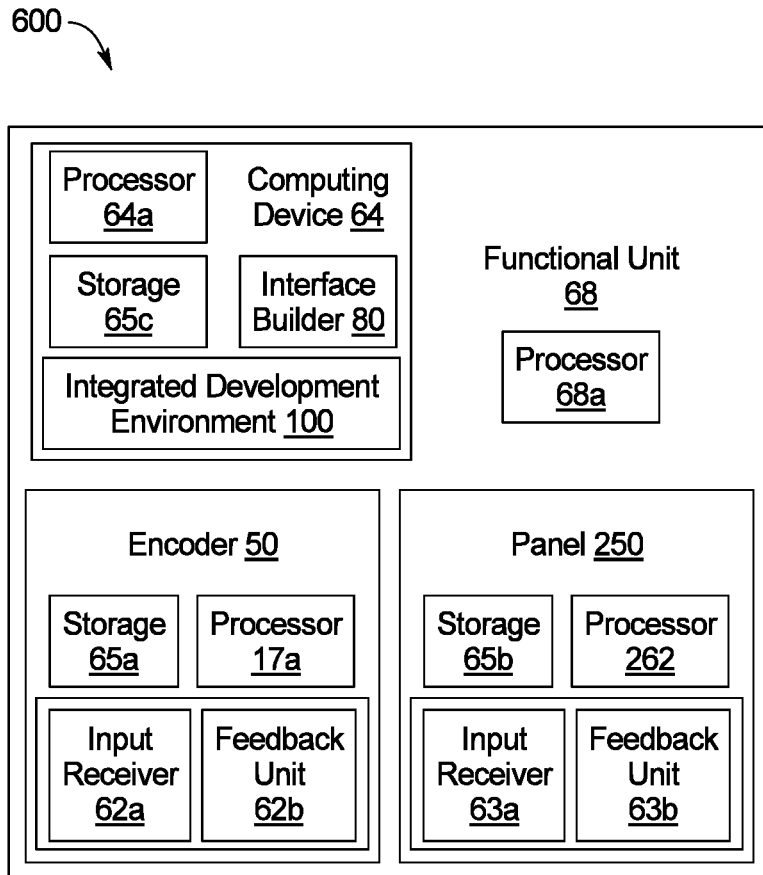 600
Processor
64a
Computing
Device 64
Storage
65c
Interface
Builder 80
Integrated Development
Environment 100
Functional Unit
68
Processor
68a
Encoder 50
Storage
65a
Processor
17a
Input
Receiver
62a
Feedback
Unit
62b
Panel 250
Storage
65b
Processor
262
Input
Receiver
63a
Feedback
Unit
63b